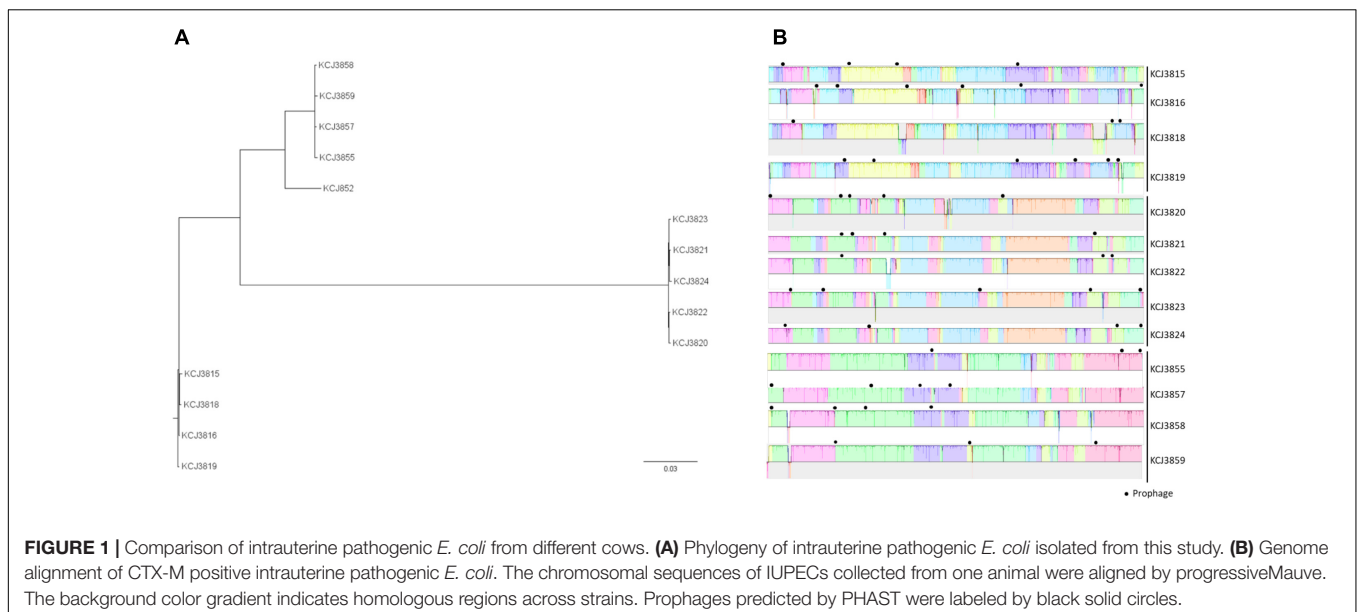 A
KCJ3858
KCJ3859
KCJ3857
KCJ3855
KCJ852
KCJ3823
KCJ3821
KCJ3824
KCJ3822
KCJ3820
KCJ3815
KCJ3818
KCJ3816
KCJ3819
0.03
B
KCJ3815
KCJ3816
KCJ3818
KCJ3819
KCJ3820
KCJ3821
KCJ3822
KCJ3823
KCJ3824
KCJ3855
KCJ3857
KCJ3858
KCJ3859
• Prophage
FIGURE 1 | Comparison of intrauterine pathogenic E. coli from different cows. (A) Phylogeny of intrauterine pathogenic E. coli isolated from this study. (B) Genome
alignment of CTX-M positive intrauterine pathogenic E. coli. The chromosomal sequences of IUPECs collected from one animal were aligned by progressiveMauve.
The background color gradient indicates homologous regions across strains. Prophages predicted by PHAST were labeled by black solid circles.